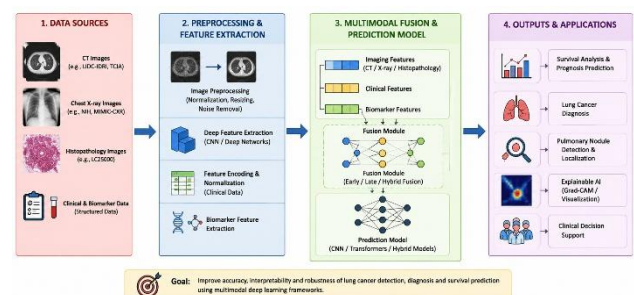 1. DATA SOURCES
CT Images
(e.g., LIDC-IDRI, TCIA)
Chest X-ray Images
(e.g., NIH, MIMIC-CXR)
Histopathology Images
(e.g., LC25000)
Clinical & Biomarker Data
(Structured Data)
2. PREPROCESSING &
FEATURE EXTRACTION
Image Preprocessing
(Normalization, Resizing,
Noise Removal)
Deep Feature Extraction
(CNN / Deep Networks)
Feature Encoding &
Normalization
(Clinical Data)
Biomarker Feature
Extraction
3. MULTIMODAL FUSION &
PREDICTION MODEL
Imaging Features
(CT / X-ray / Histopathology)
Clinical Features
Biomarker Features
Fusion Module
Fusion Module
(Early / Late / Hybrid Fusion)
Prediction Model
(CNN / Transformers / Hybrid Models)
4. OUTPUTS & APPLICATIONS
Survival Analysis &
Prognosis Prediction
Lung Cancer
Diagnosis
Pulmonary Nodule
Detection &
Localization
Explainable AI
(Grad-CAM /
Visualization)
Clinical Decision
Support
Goal: Improve accuracy, interpretability and robustness of lung cancer detection, diagnosis and survival prediction
using multimodal deep learning frameworks.